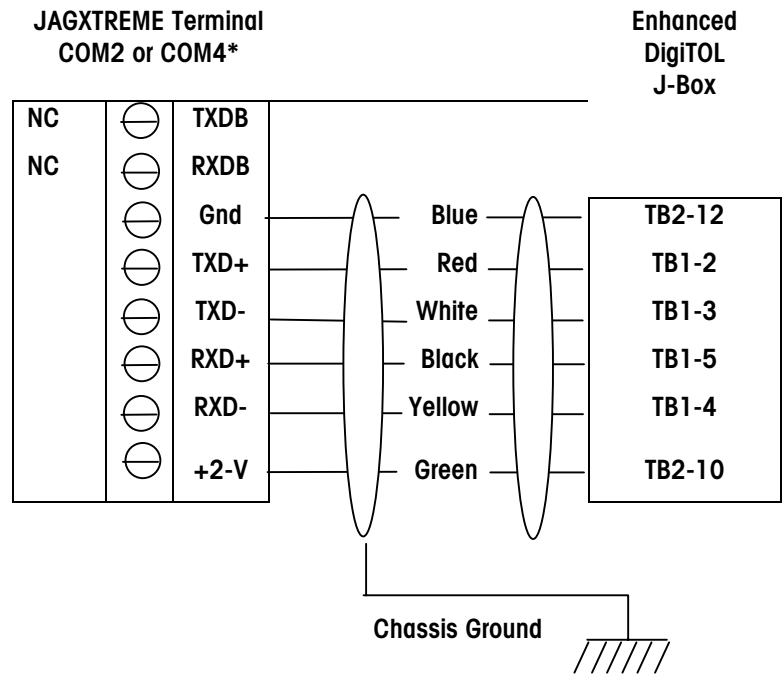 JAGXTREME Terminal
COM2 or COM4*
Enhanced
DigiTOL
J-Box
NC TXDB
NC RXDB
Gnd Blue TB2-12
TXD+ Red TB1-2
TXD- White TB1-3
RXD+ Black TB1-5
RXD- Yellow TB1-4
+2-V Green TB2-10
Chassis Ground